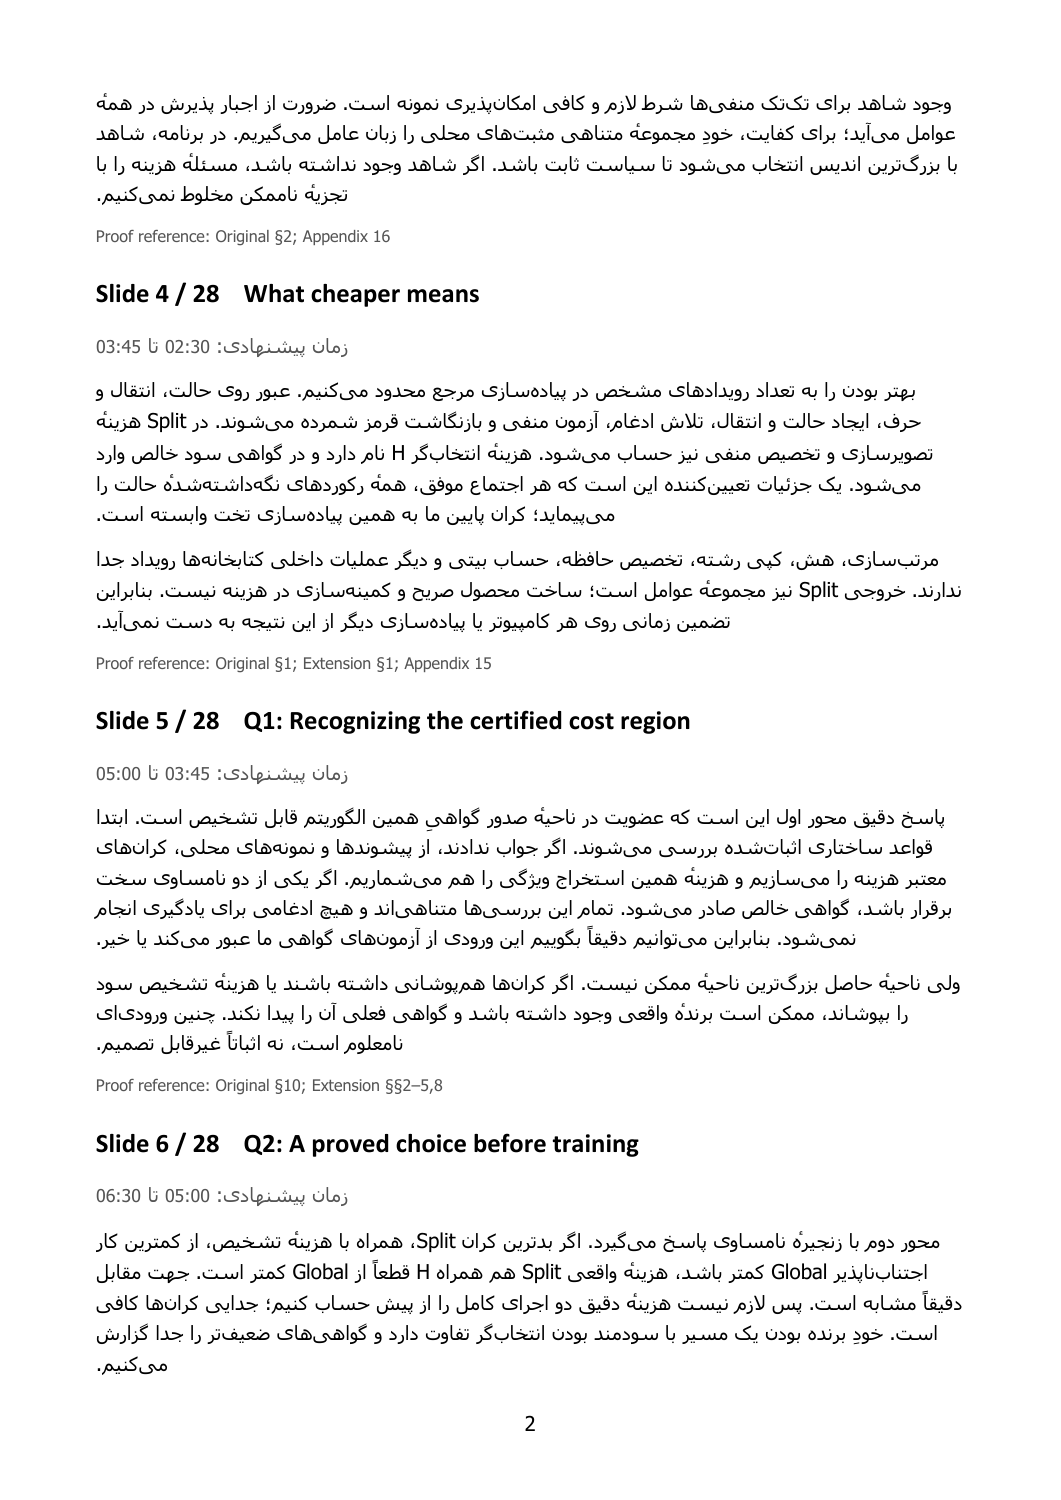 وجود شاهد برای تک‌تک منفی‌ها شرط لازم و کافی امکان‌پذیری نمونه است. ضرورت از اجبار پذیرش در همهٔ
عوامل می‌آید؛ برای کفایت، خودِ مجموعهٔ متناهی مثبت‌های محلی را زبان عامل می‌گیریم. در برنامه، شاهد
با بزرگ‌ترین اندیس انتخاب می‌شود تا سیاست ثابت باشد. اگر شاهد وجود نداشته باشد، مسئلهٔ هزینه را با
تجزیهٔ ناممکن مخلوط نمی‌کنیم.
Proof reference: Original §2; Appendix 16
Slide 4 / 28 What cheaper means
زمان پیشنهادی: 02:30 تا 03:45
بهتر بودن را به تعداد رویدادهای مشخص در پیاده‌سازی مرجع محدود می‌کنیم. عبور روی حالت، انتقال و
حرف، ایجاد حالت و انتقال، تلاش ادغام، آزمون منفی و بازنگاشت قرمز شمرده می‌شوند. در Split هزینهٔ
تصویرسازی و تخصیص منفی نیز حساب می‌شود. هزینهٔ انتخاب‌گر H نام دارد و در گواهی سود خالص وارد
می‌شود. یک جزئیات تعیین‌کننده این است که هر اجتماع موفق، همهٔ رکوردهای نگه‌داشته‌شدهٔ حالت را
می‌پیماید؛ کران پایین ما به همین پیاده‌سازی تخت وابسته است.
مرتب‌سازی، هش، کپی رشته، تخصیص حافظه، حساب بیتی و دیگر عملیات داخلی کتابخانه‌ها رویداد جدا
ندارند. خروجی Split نیز مجموعهٔ عوامل است؛ ساخت محصول صریح و کمینه‌سازی در هزینه نیست. بنابراین
تضمین زمانی روی هر کامپیوتر یا پیاده‌سازی دیگر از این نتیجه به دست نمی‌آید.
Proof reference: Original §1; Extension §1; Appendix 15
Slide 5 / 28 Q1: Recognizing the certified cost region
زمان پیشنهادی: 03:45 تا 05:00
پاسخ دقیق محور اول این است که عضویت در ناحیهٔ صدور گواهیِ همین الگوریتم قابل تشخیص است. ابتدا
قواعد ساختاری اثبات‌شده بررسی می‌شوند. اگر جواب ندادند، از پیشوندها و نمونه‌های محلی، کران‌های
معتبر هزینه را می‌سازیم و هزینهٔ همین استخراج ویژگی را هم می‌شماریم. اگر یکی از دو نامساوی سخت
برقرار باشد، گواهی خالص صادر می‌شود. تمام این بررسی‌ها متناهی‌اند و هیچ ادغامی برای یادگیری انجام
نمی‌شود. بنابراین می‌توانیم دقیقاً بگوییم این ورودی از آزمون‌های گواهی ما عبور می‌کند یا خیر.
ولی ناحیهٔ حاصل بزرگ‌ترین ناحیهٔ ممکن نیست. اگر کران‌ها هم‌پوشانی داشته باشند یا هزینهٔ تشخیص سود
را بپوشاند، ممکن است برندهٔ واقعی وجود داشته باشد و گواهی فعلی آن را پیدا نکند. چنین ورودی‌ای
نامعلوم است، نه اثباتاً غیرقابل تصمیم.
Proof reference: Original §10; Extension §§2–5,8
Slide 6 / 28 Q2: A proved choice before training
زمان پیشنهادی: 05:00 تا 06:30
محور دوم با زنجیرهٔ نامساوی پاسخ می‌گیرد. اگر بدترین کران Split، همراه با هزینهٔ تشخیص، از کمترین کار
اجتناب‌ناپذیر Global کمتر باشد، هزینهٔ واقعی Split هم همراه H قطعاً از Global کمتر است. جهت مقابل
دقیقاً مشابه است. پس لازم نیست هزینهٔ دقیق دو اجرای کامل را از پیش حساب کنیم؛ جدایی کران‌ها کافی
است. خودِ برنده بودن یک مسیر با سودمند بودن انتخاب‌گر تفاوت دارد و گواهی‌های ضعیف‌تر را جدا گزارش
می‌کنیم.
2